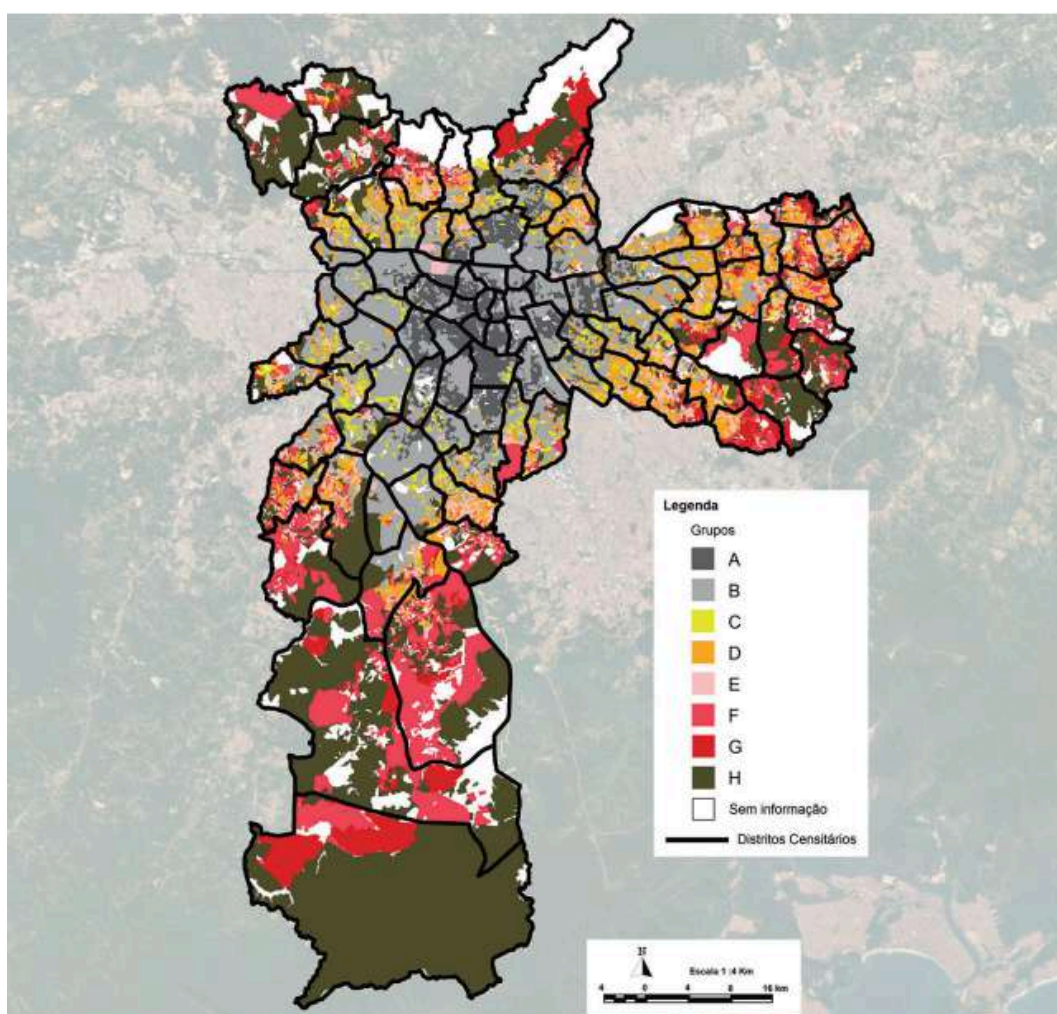 Legenda
Grupos
A
B
C
D
E
F
G
H
Sem informação
Distritos Censitários
Escala 1 :4 Km
4 0 4 8 16 km